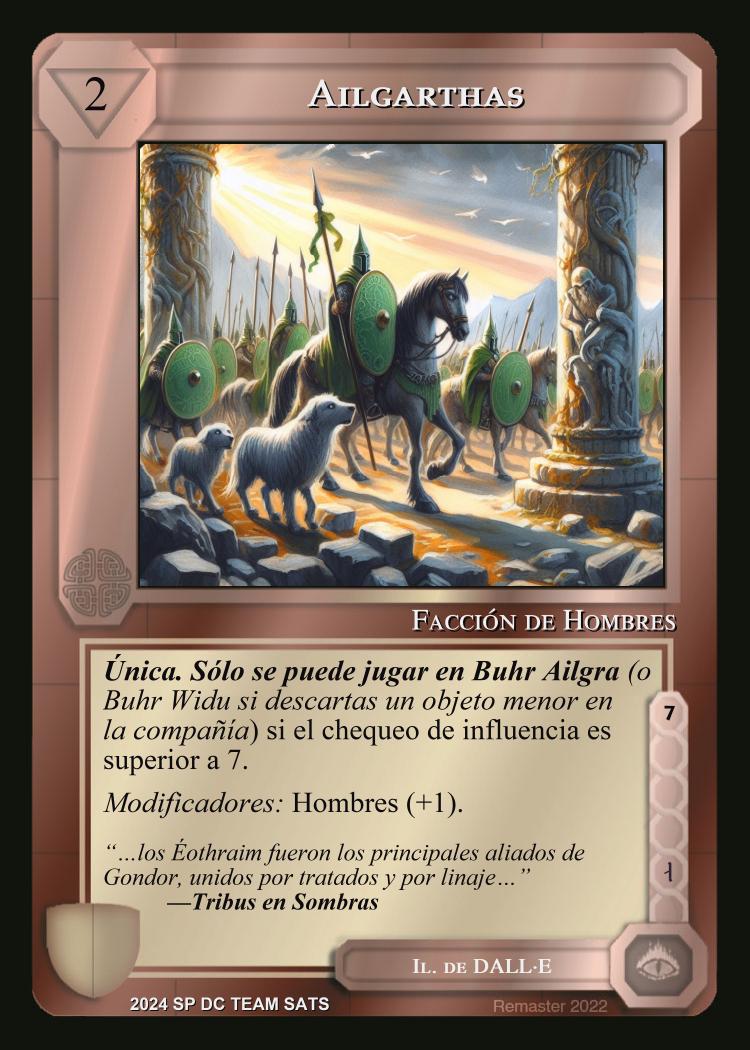 2
Ailgarthas
Facción de Hombres
Única. Sólo se puede jugar en Buhr Ailgra (o
Buhr Widu si descartas un objeto menor en
la compañía) si el chequeo de influencia es
superior a 7.
7
Modificadores: Hombres (+1).
“...los Éothraim fueron los principales aliados de
Gondor, unidos por tratados y por linaje...”
—Tribus en Sombras
Il. de DALL·E
2024 SP DC TEAM SATS
Remaster 2022